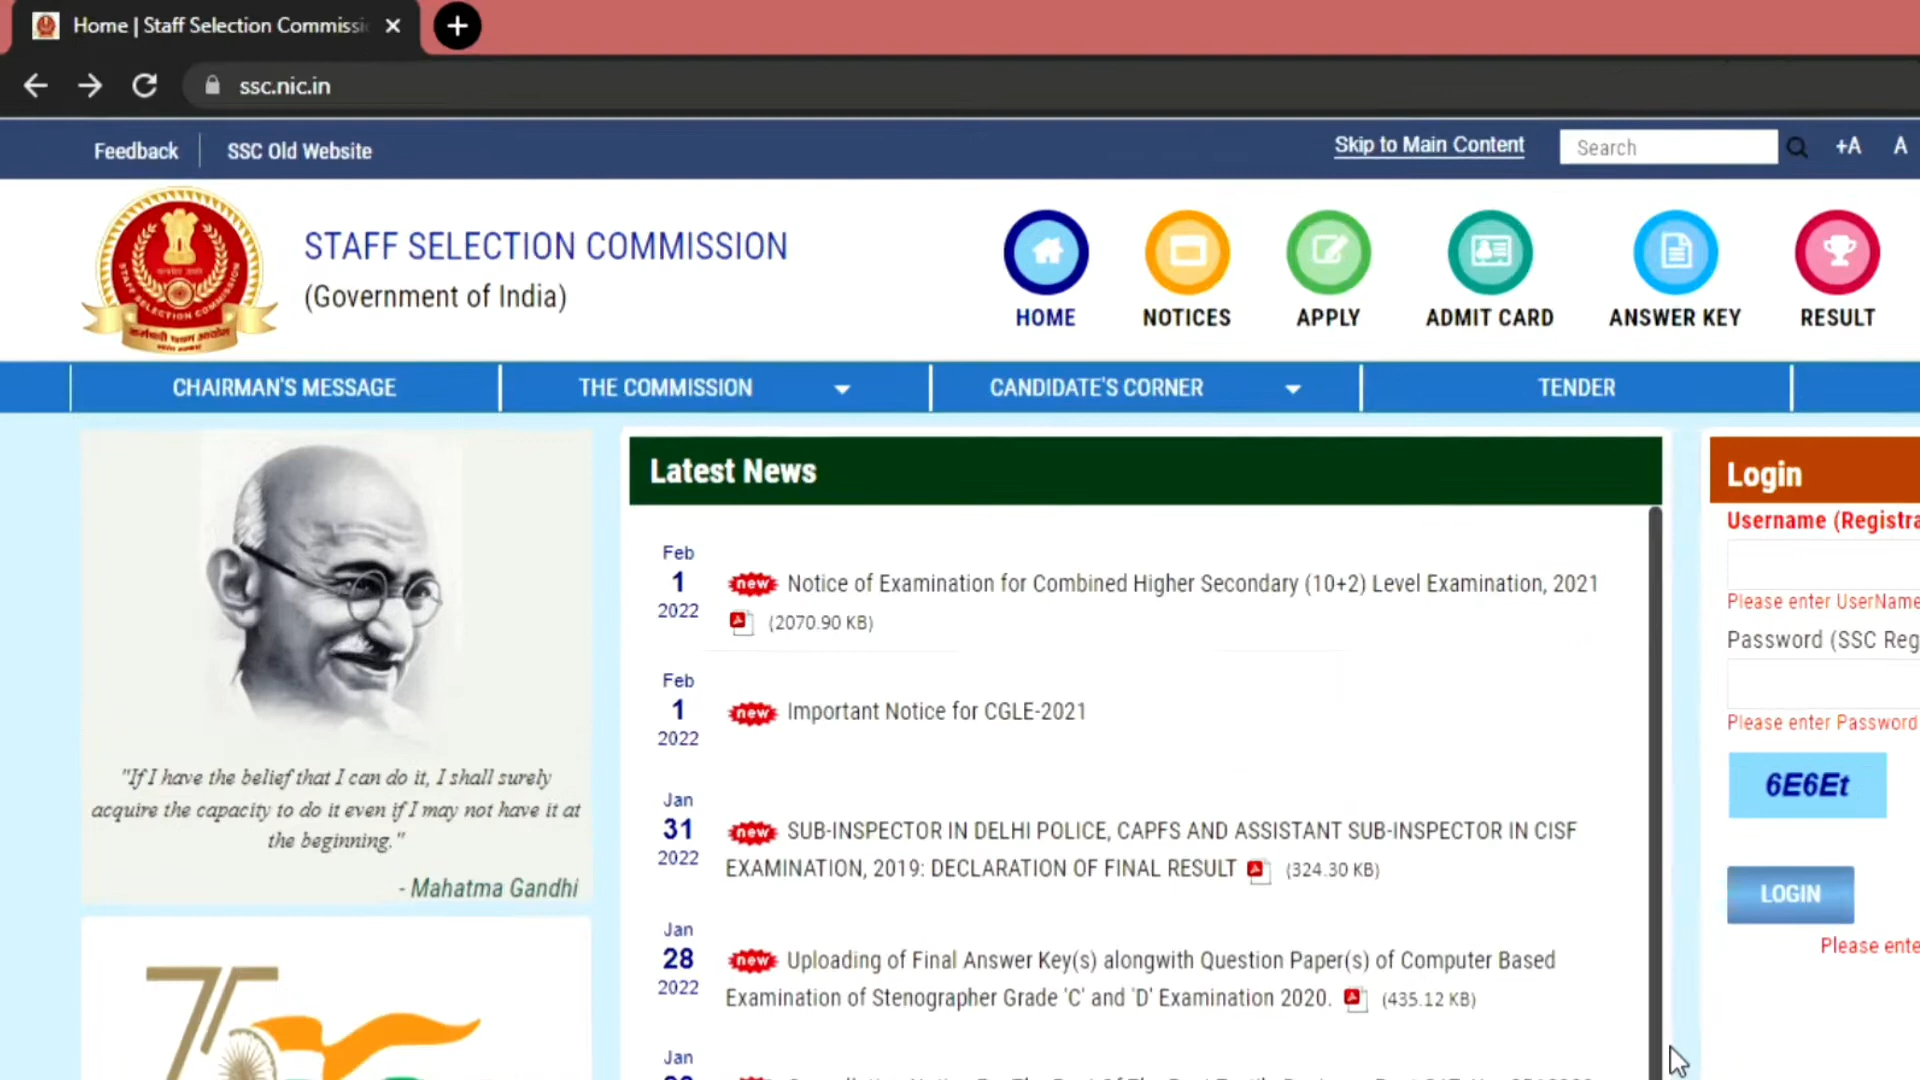 Home | Staff Selection Commissi
ssc.nic.in
Feedback
SSC Old Website
Skip to Main Content
Search
+A
A
STAFF SELECTION COMMISSION
(Government of India)
HOME
NOTICES
APPLY
ADMIT CARD
ANSWER KEY
RESULT
CHAIRMAN'S MESSAGE
THE COMMISSION
CANDIDATE'S CORNER
TENDER
"If I have the belief that I can do it, I shall surely
acquire the capacity to do it even if I may not have it at
the beginning."
- Mahatma Gandhi
75
Latest News
Feb
1
2022
new Notice of Examination for Combined Higher Secondary (10+2) Level Examination, 2021
(2070.90 KB)
Feb
1
2022
new Important Notice for CGLE-2021
Jan
31
2022
new SUB-INSPECTOR IN DELHI POLICE, CAPFS AND ASSISTANT SUB-INSPECTOR IN CISF
EXAMINATION, 2019: DECLARATION OF FINAL RESULT (324.30 KB)
Jan
28
2022
new Uploading of Final Answer Key(s) alongwith Question Paper(s) of Computer Based
Examination of Stenographer Grade 'C' and 'D' Examination 2020. (435.12 KB)
Jan
Login
Username (Registra
Please enter UserName
Password (SSC Reg
Please enter Password
6E6Et
LOGIN
Please ente